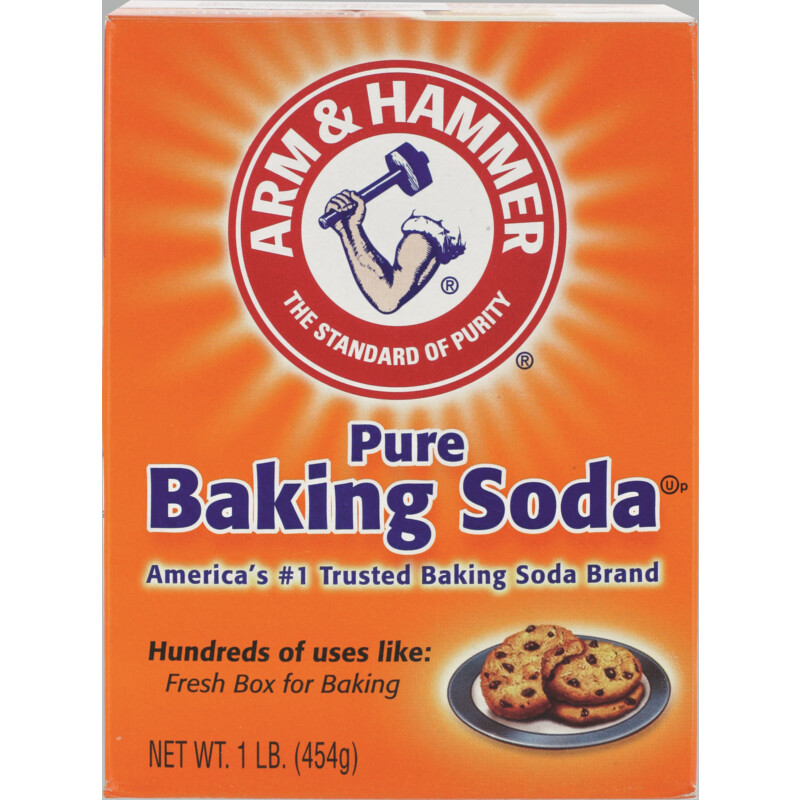 ARM & HAMMER
®
THE STANDARD OF PURITY
®
Pure
Baking Soda Ⓤp
America's #1 Trusted Baking Soda Brand
Hundreds of uses like:
Fresh Box for Baking
NET WT. 1 LB. (454g)